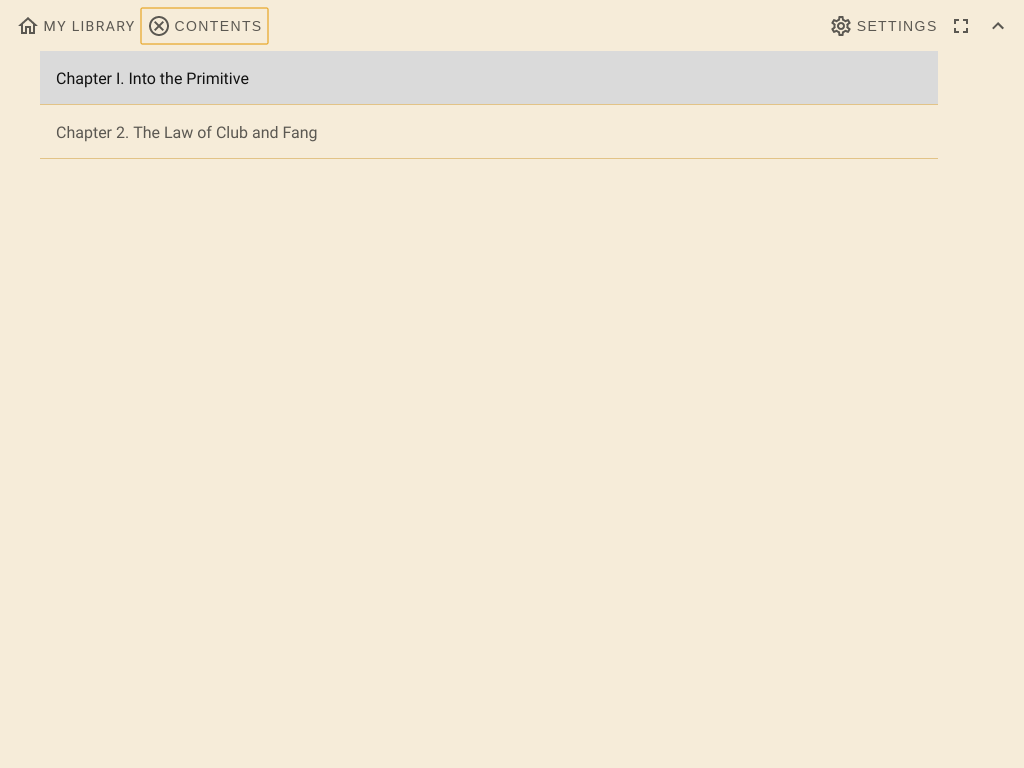 MY LIBRARY CONTENTS SETTINGS
Chapter I. Into the Primitive
Chapter 2. The Law of Club and Fang